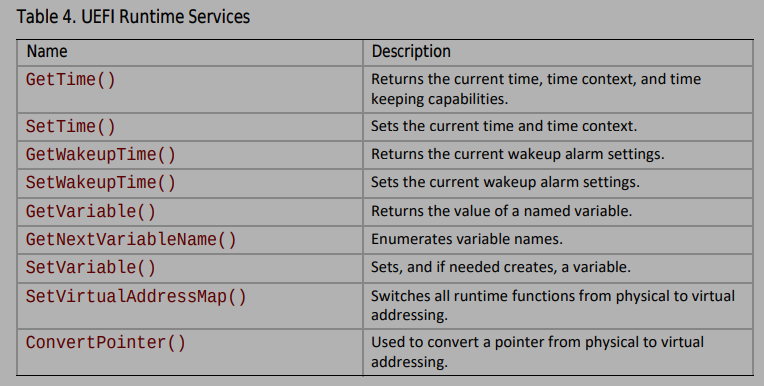 Table 4. UEFI Runtime Services
Name Description
GetTime() Returns the current time, time context, and time
keeping capabilities.
SetTime() Sets the current time and time context.
GetWakeupTime() Returns the current wakeup alarm settings.
SetWakeupTime() Sets the current wakeup alarm settings.
GetVariable() Returns the value of a named variable.
GetNextVariableName() Enumerates variable names.
SetVariable() Sets, and if needed creates, a variable.
SetVirtualAddressMap() Switches all runtime functions from physical to virtual
addressing.
ConvertPointer() Used to convert a pointer from physical to virtual
addressing.